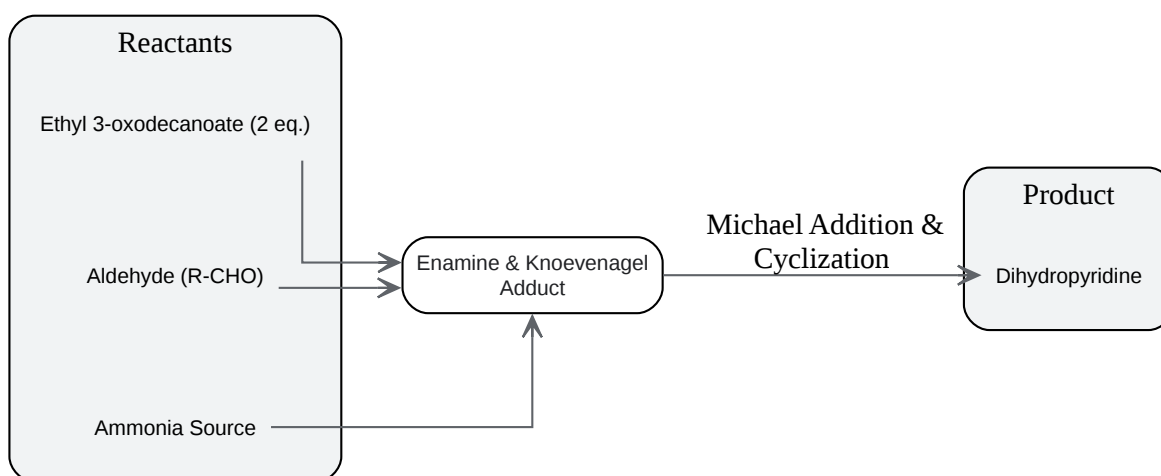 Reactants
Ethyl 3-oxodecanoate (2 eq.)
Aldehyde (R-CHO)
Ammonia Source
Enamine & Knoevenagel
Adduct
Michael Addition &
Cyclization
Product
Dihydropyridine